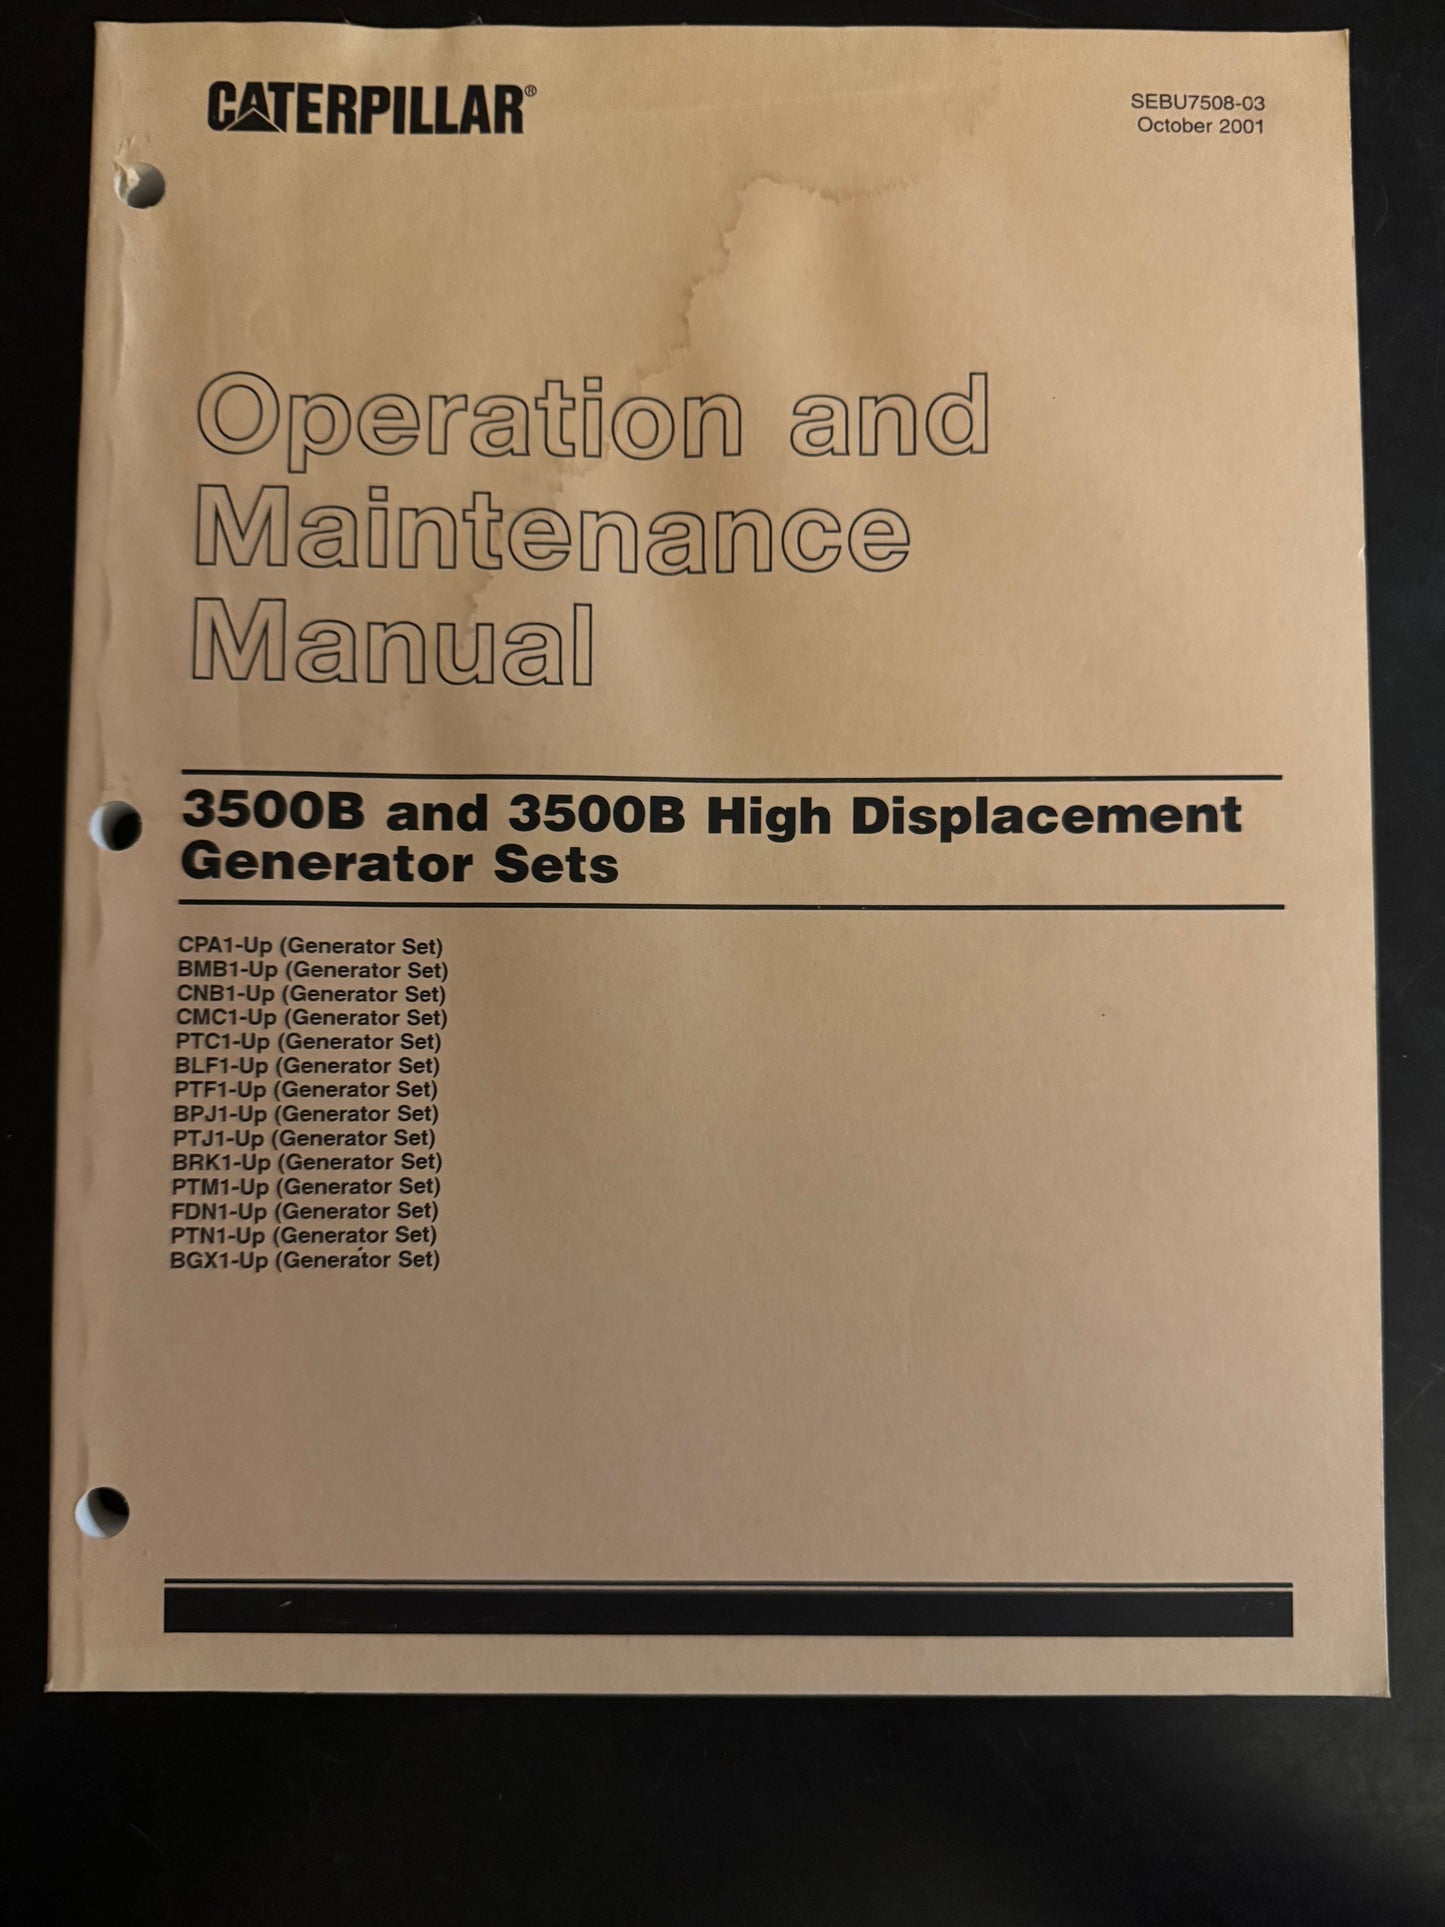 CATERPILLAR®
SEBU7508-03
October 2001
Operation and
Maintenance
Manual
3500B and 3500B High Displacement
Generator Sets
CPA1-Up (Generator Set)
BMB1-Up (Generator Set)
CNB1-Up (Generator Set)
CMC1-Up (Generator Set)
PTC1-Up (Generator Set)
BLF1-Up (Generator Set)
PTF1-Up (Generator Set)
BPJ1-Up (Generator Set)
PTJ1-Up (Generator Set)
BRK1-Up (Generator Set)
PTM1-Up (Generator Set)
FDN1-Up (Generator Set)
PTN1-Up (Generator Set)
BGX1-Up (Generator Set)